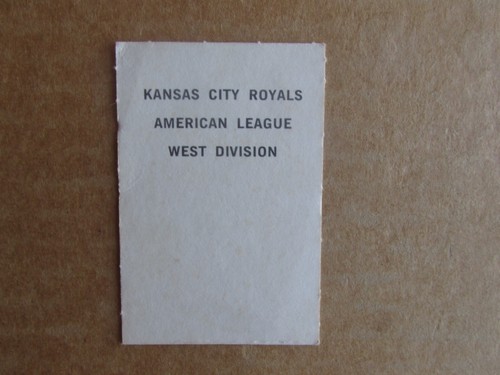 KANSAS CITY ROYALS
AMERICAN LEAGUE
WEST DIVISION